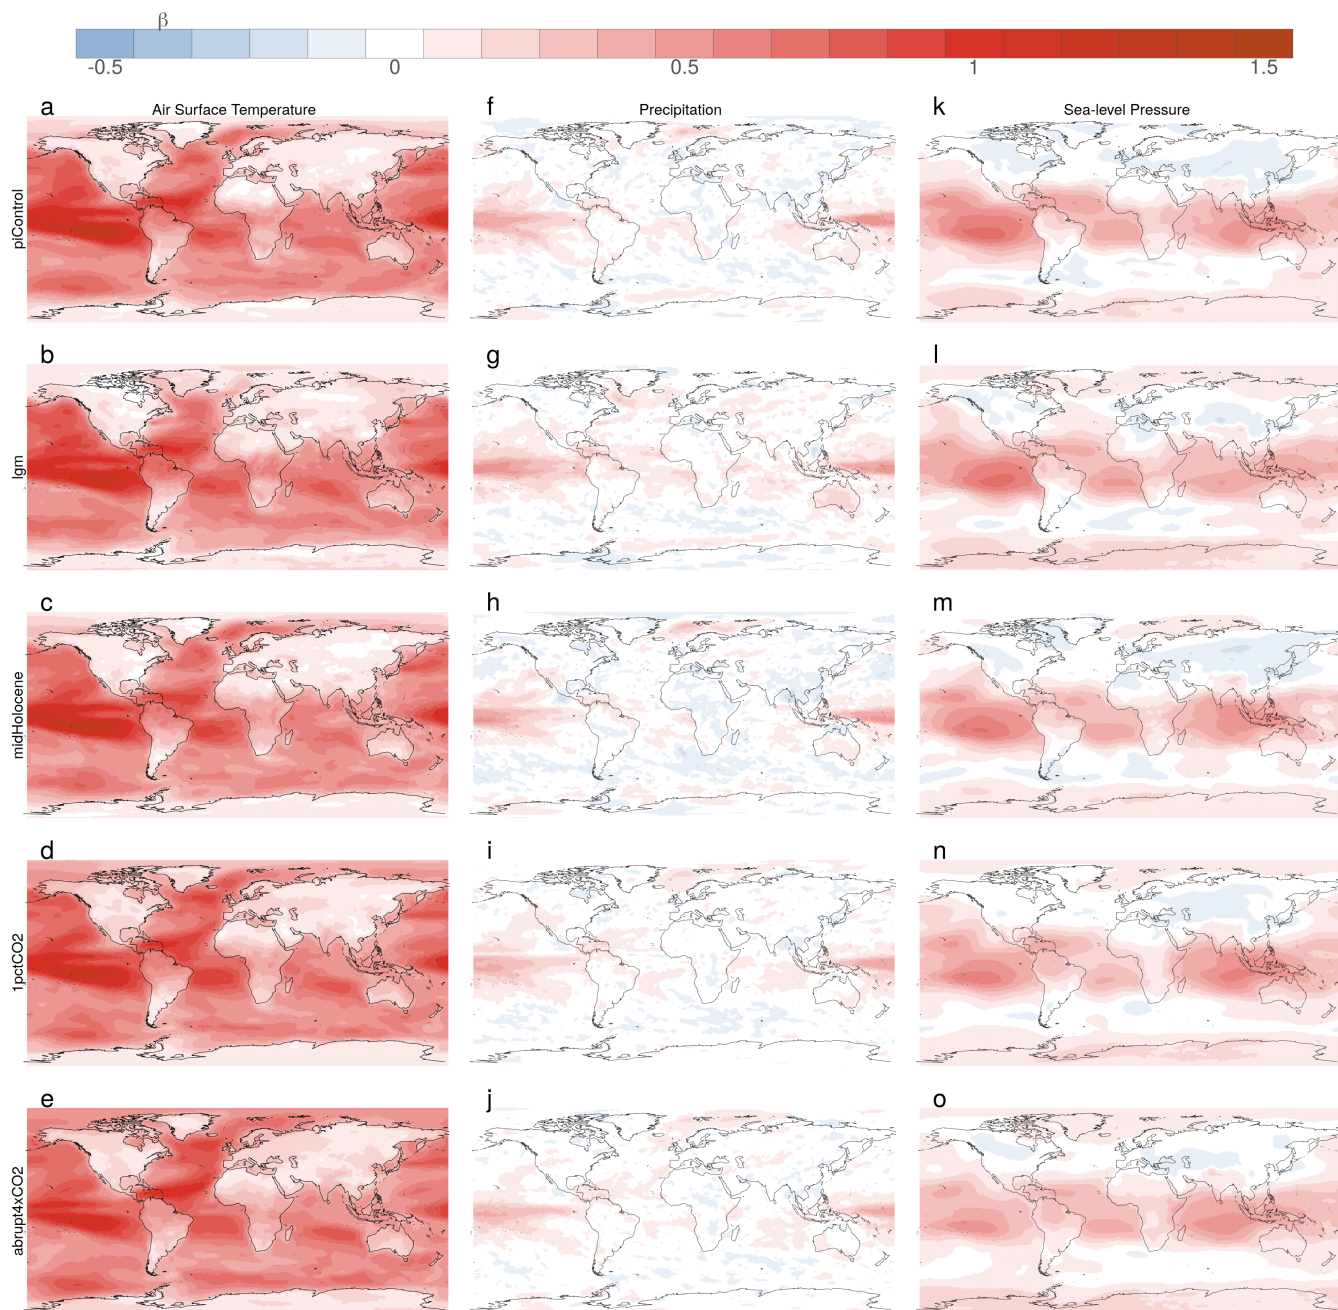 β
-0.5 0 0.5 1 1.5
a Air Surface Temperature f Precipitation k Sea-level Pressure
piControl
b g l
lgm
c h m
midHolocene
d i n
1pctCO2
e j o
abrupt4xCO2